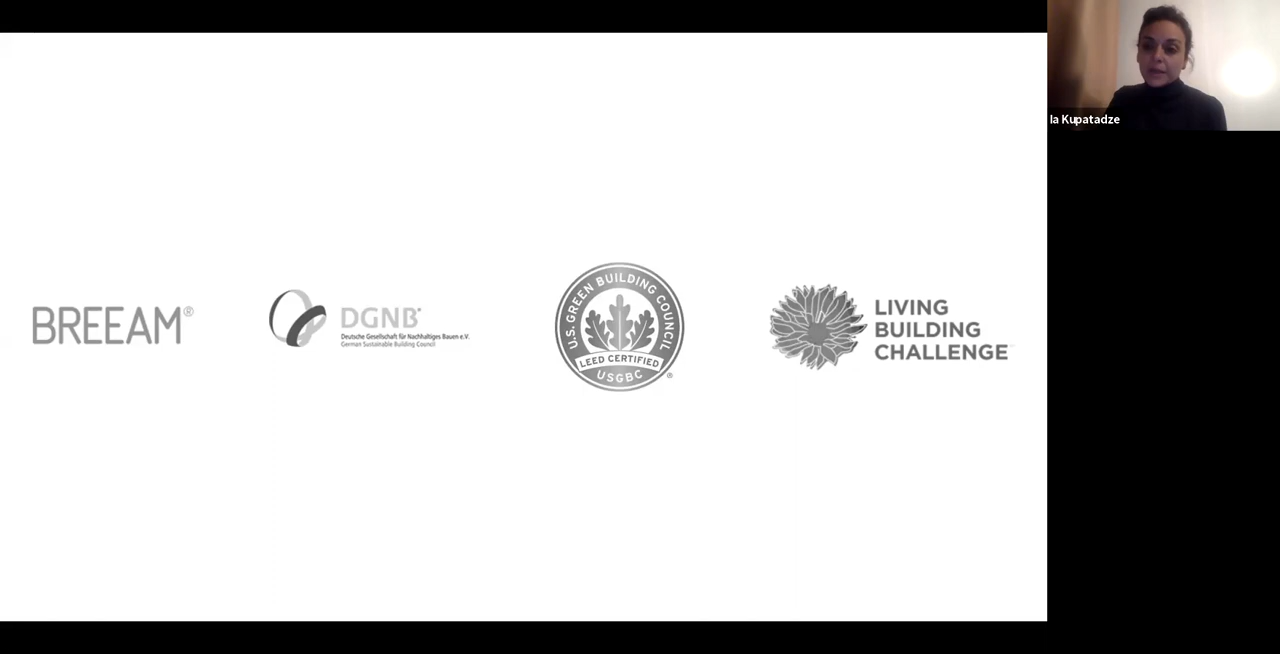 BREEAM®
DGNB®
Deutsche Gesellschaft für Nachhaltiges Bauen e.V.
German Sustainable Building Council
U.S. GREEN BUILDING COUNCIL
LEED CERTIFIED
USGBC
®
LIVING
BUILDING
CHALLENGE™
Ia Kupatadze